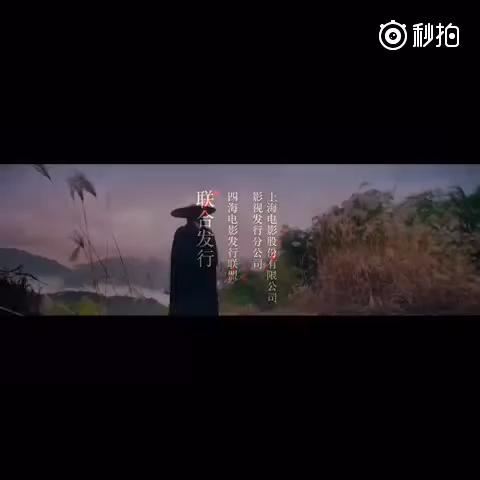 秒拍
联合发行
上海电影股份有限公司
影视发行分公司
四海电影发行联盟